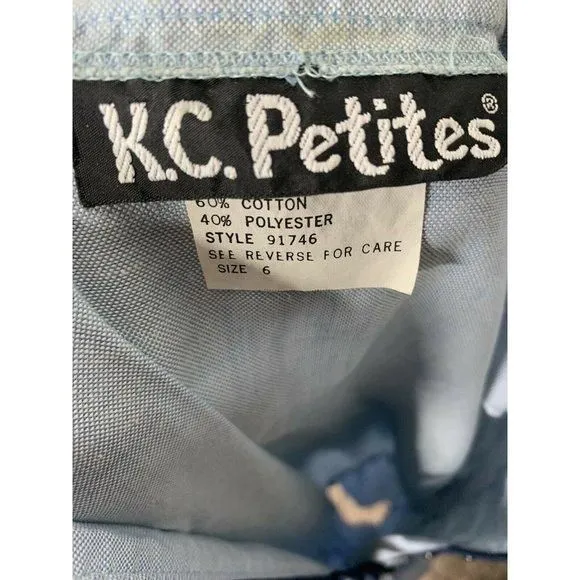 K.C. Petites®
60% COTTON
40% POLYESTER
STYLE 91746
SEE REVERSE FOR CARE
SIZE 6